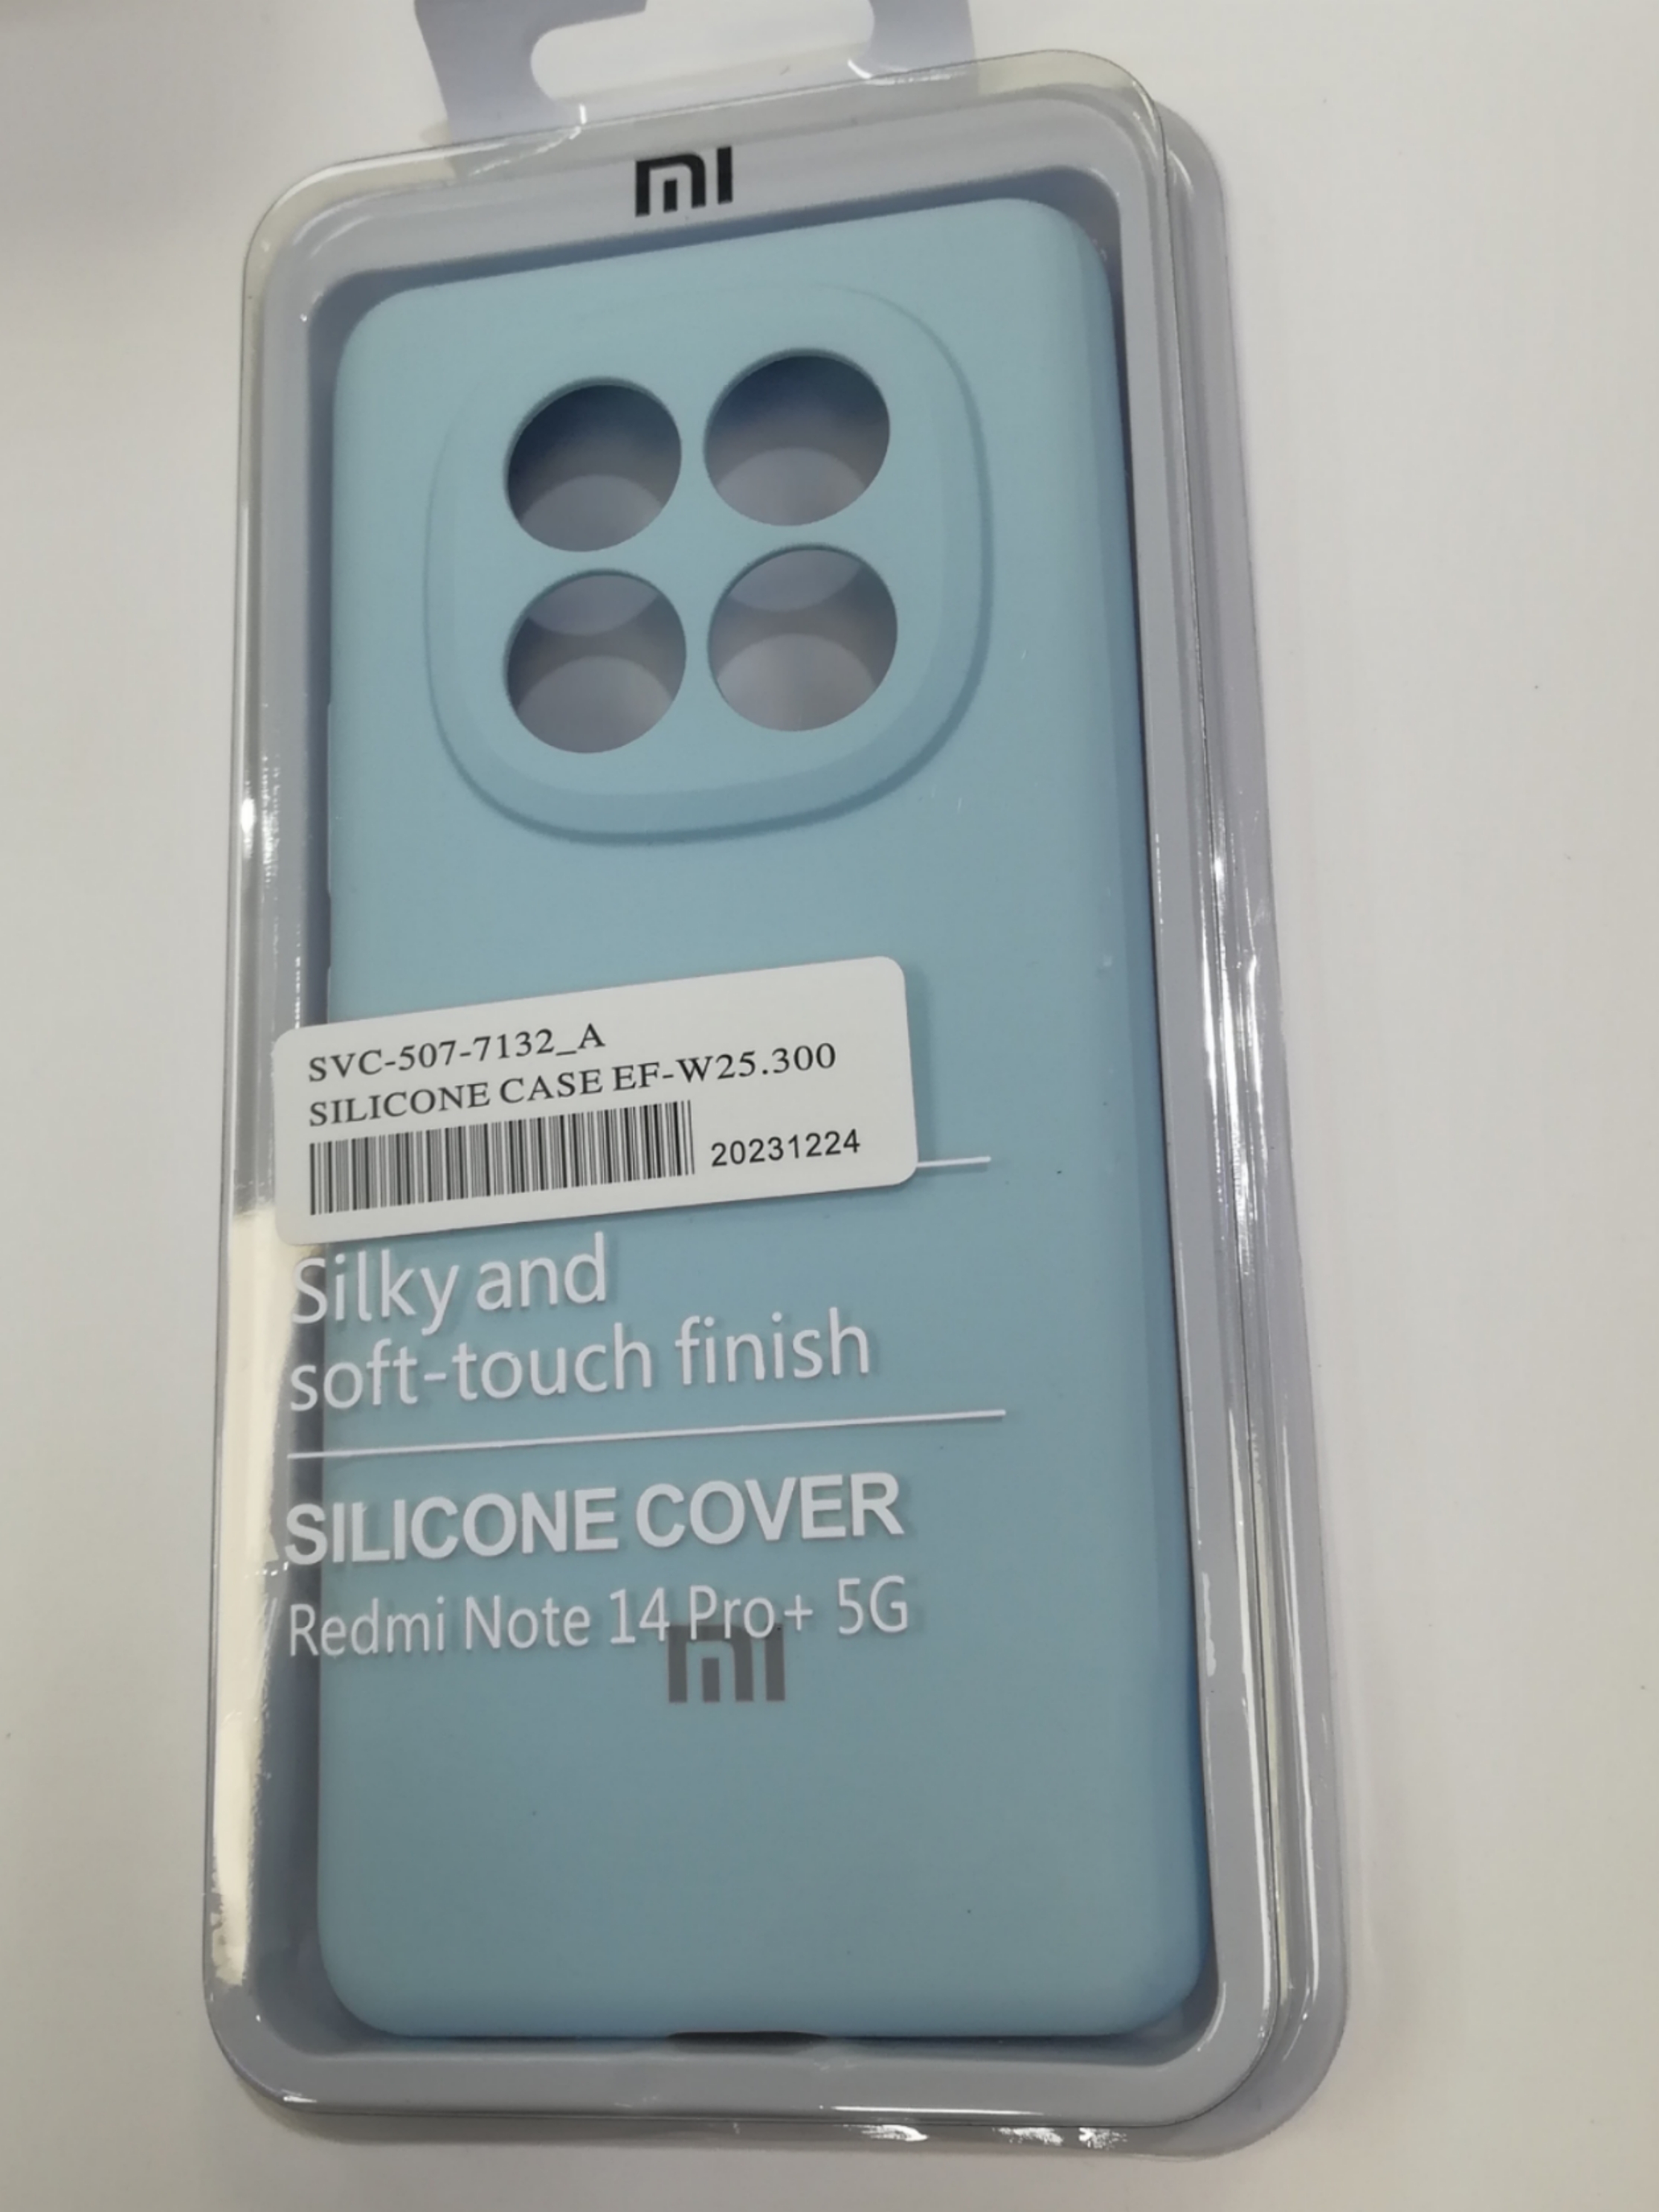 mi
SVC-507-7132_A
SILICONE CASE EF-W25.300
20231224
Silky and
soft-touch finish
SILICONE COVER
Redmi Note 14 Pro+ 5G
mi